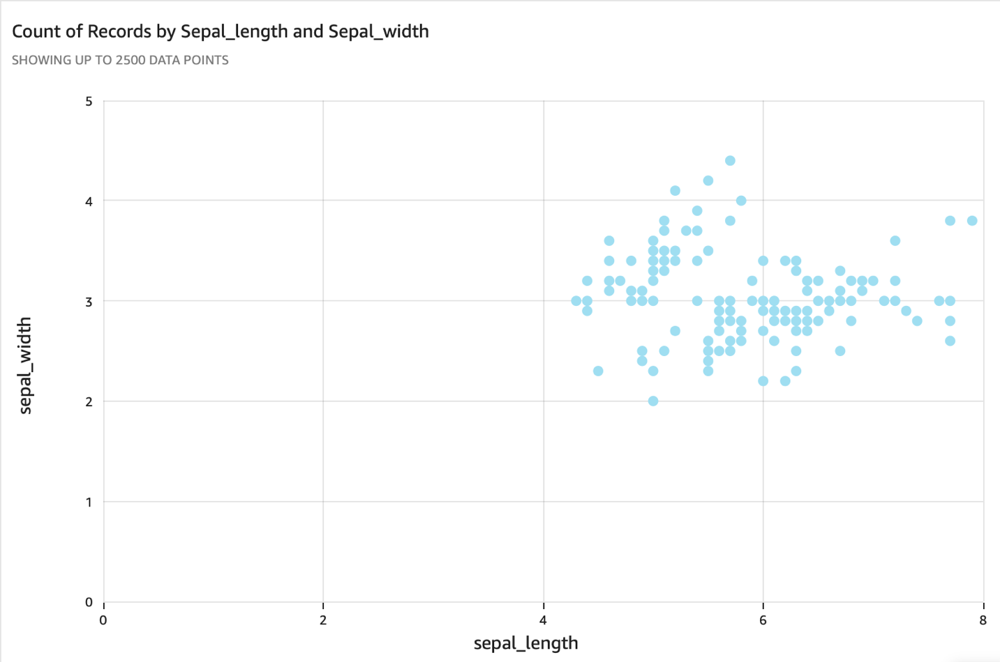 Count of Records by Sepal_length and Sepal_width
SHOWING UP TO 2500 DATA POINTS
5
4
3
2
1
0
sepal_width
0 2 4 6 8
sepal_length